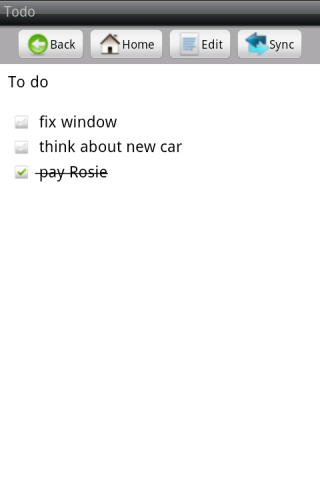 Todo
Back Home Edit Sync
To do
fix window
think about new car
pay Rosie